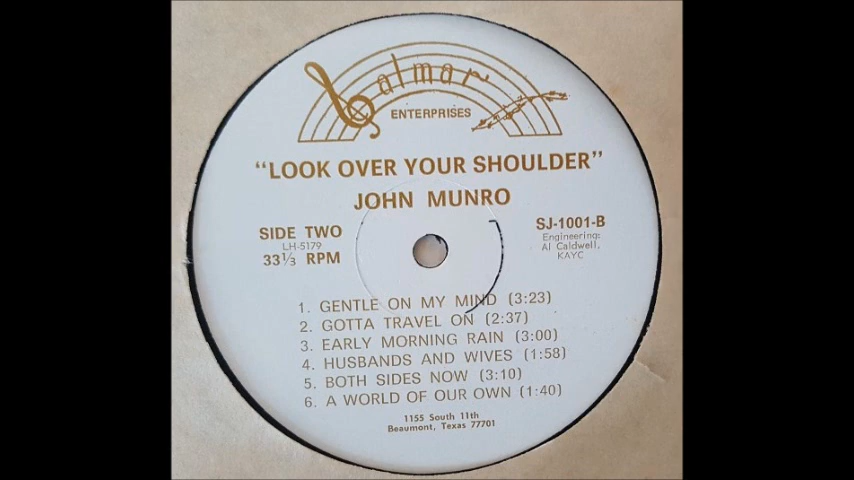 Balmar
ENTERPRISES
"LOOK OVER YOUR SHOULDER"
JOHN MUNRO
SIDE TWO
LH-5179
33⅓ RPM
SJ-1001-B
Engineering:
Al Caldwell,
KAYC
1. GENTLE ON MY MIND (3:23)
2. GOTTA TRAVEL ON (2:37)
3. EARLY MORNING RAIN (3:00)
4. HUSBANDS AND WIVES (1:58)
5. BOTH SIDES NOW (3:10)
6. A WORLD OF OUR OWN (1:40)
1155 South 11th
Beaumont, Texas 77701